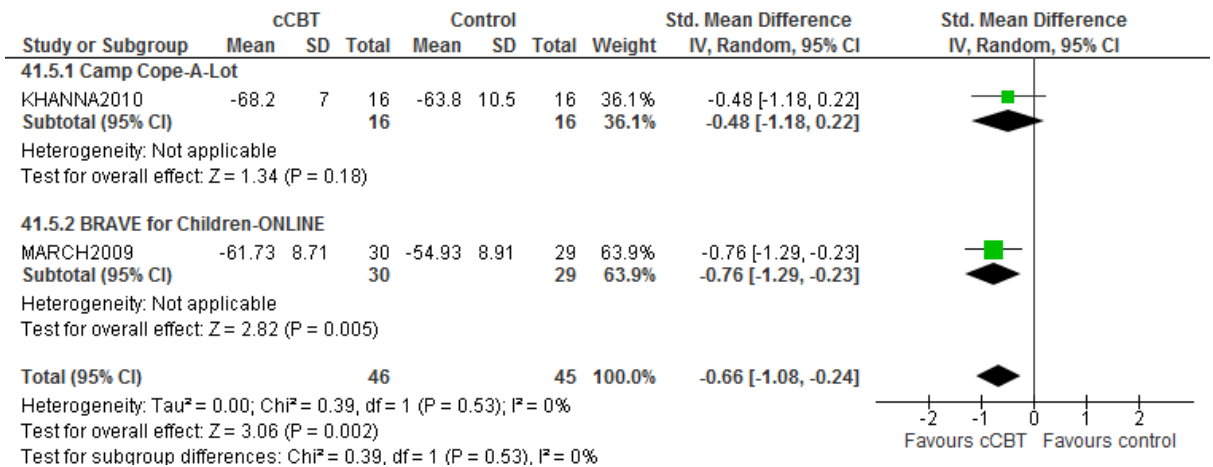 cCBT Control Std. Mean Difference Std. Mean Difference
Study or Subgroup Mean SD Total Mean SD Total Weight IV, Random, 95% CI IV, Random, 95% CI
41.5.1 Camp Cope-A-Lot
KHANNA2010 -68.2 7 16 -63.8 10.5 16 36.1% -0.48 [-1.18, 0.22]
Subtotal (95% CI) 16 16 36.1% -0.48 [-1.18, 0.22]
Heterogeneity: Not applicable
Test for overall effect: Z = 1.34 (P = 0.18)
41.5.2 BRAVE for Children-ONLINE
MARCH2009 -61.73 8.71 30 -54.93 8.91 29 63.9% -0.76 [-1.29, -0.23]
Subtotal (95% CI) 30 29 63.9% -0.76 [-1.29, -0.23]
Heterogeneity: Not applicable
Test for overall effect: Z = 2.82 (P = 0.005)
Total (95% CI) 46 45 100.0% -0.66 [-1.08, -0.24]
Heterogeneity: Tau² = 0.00; Chi² = 0.39, df = 1 (P = 0.53); I² = 0%
Test for overall effect: Z = 3.06 (P = 0.002)
Test for subgroup differences: Chi² = 0.39, df = 1 (P = 0.53), I² = 0%
-2 -1 0 1 2
Favours cCBT Favours control